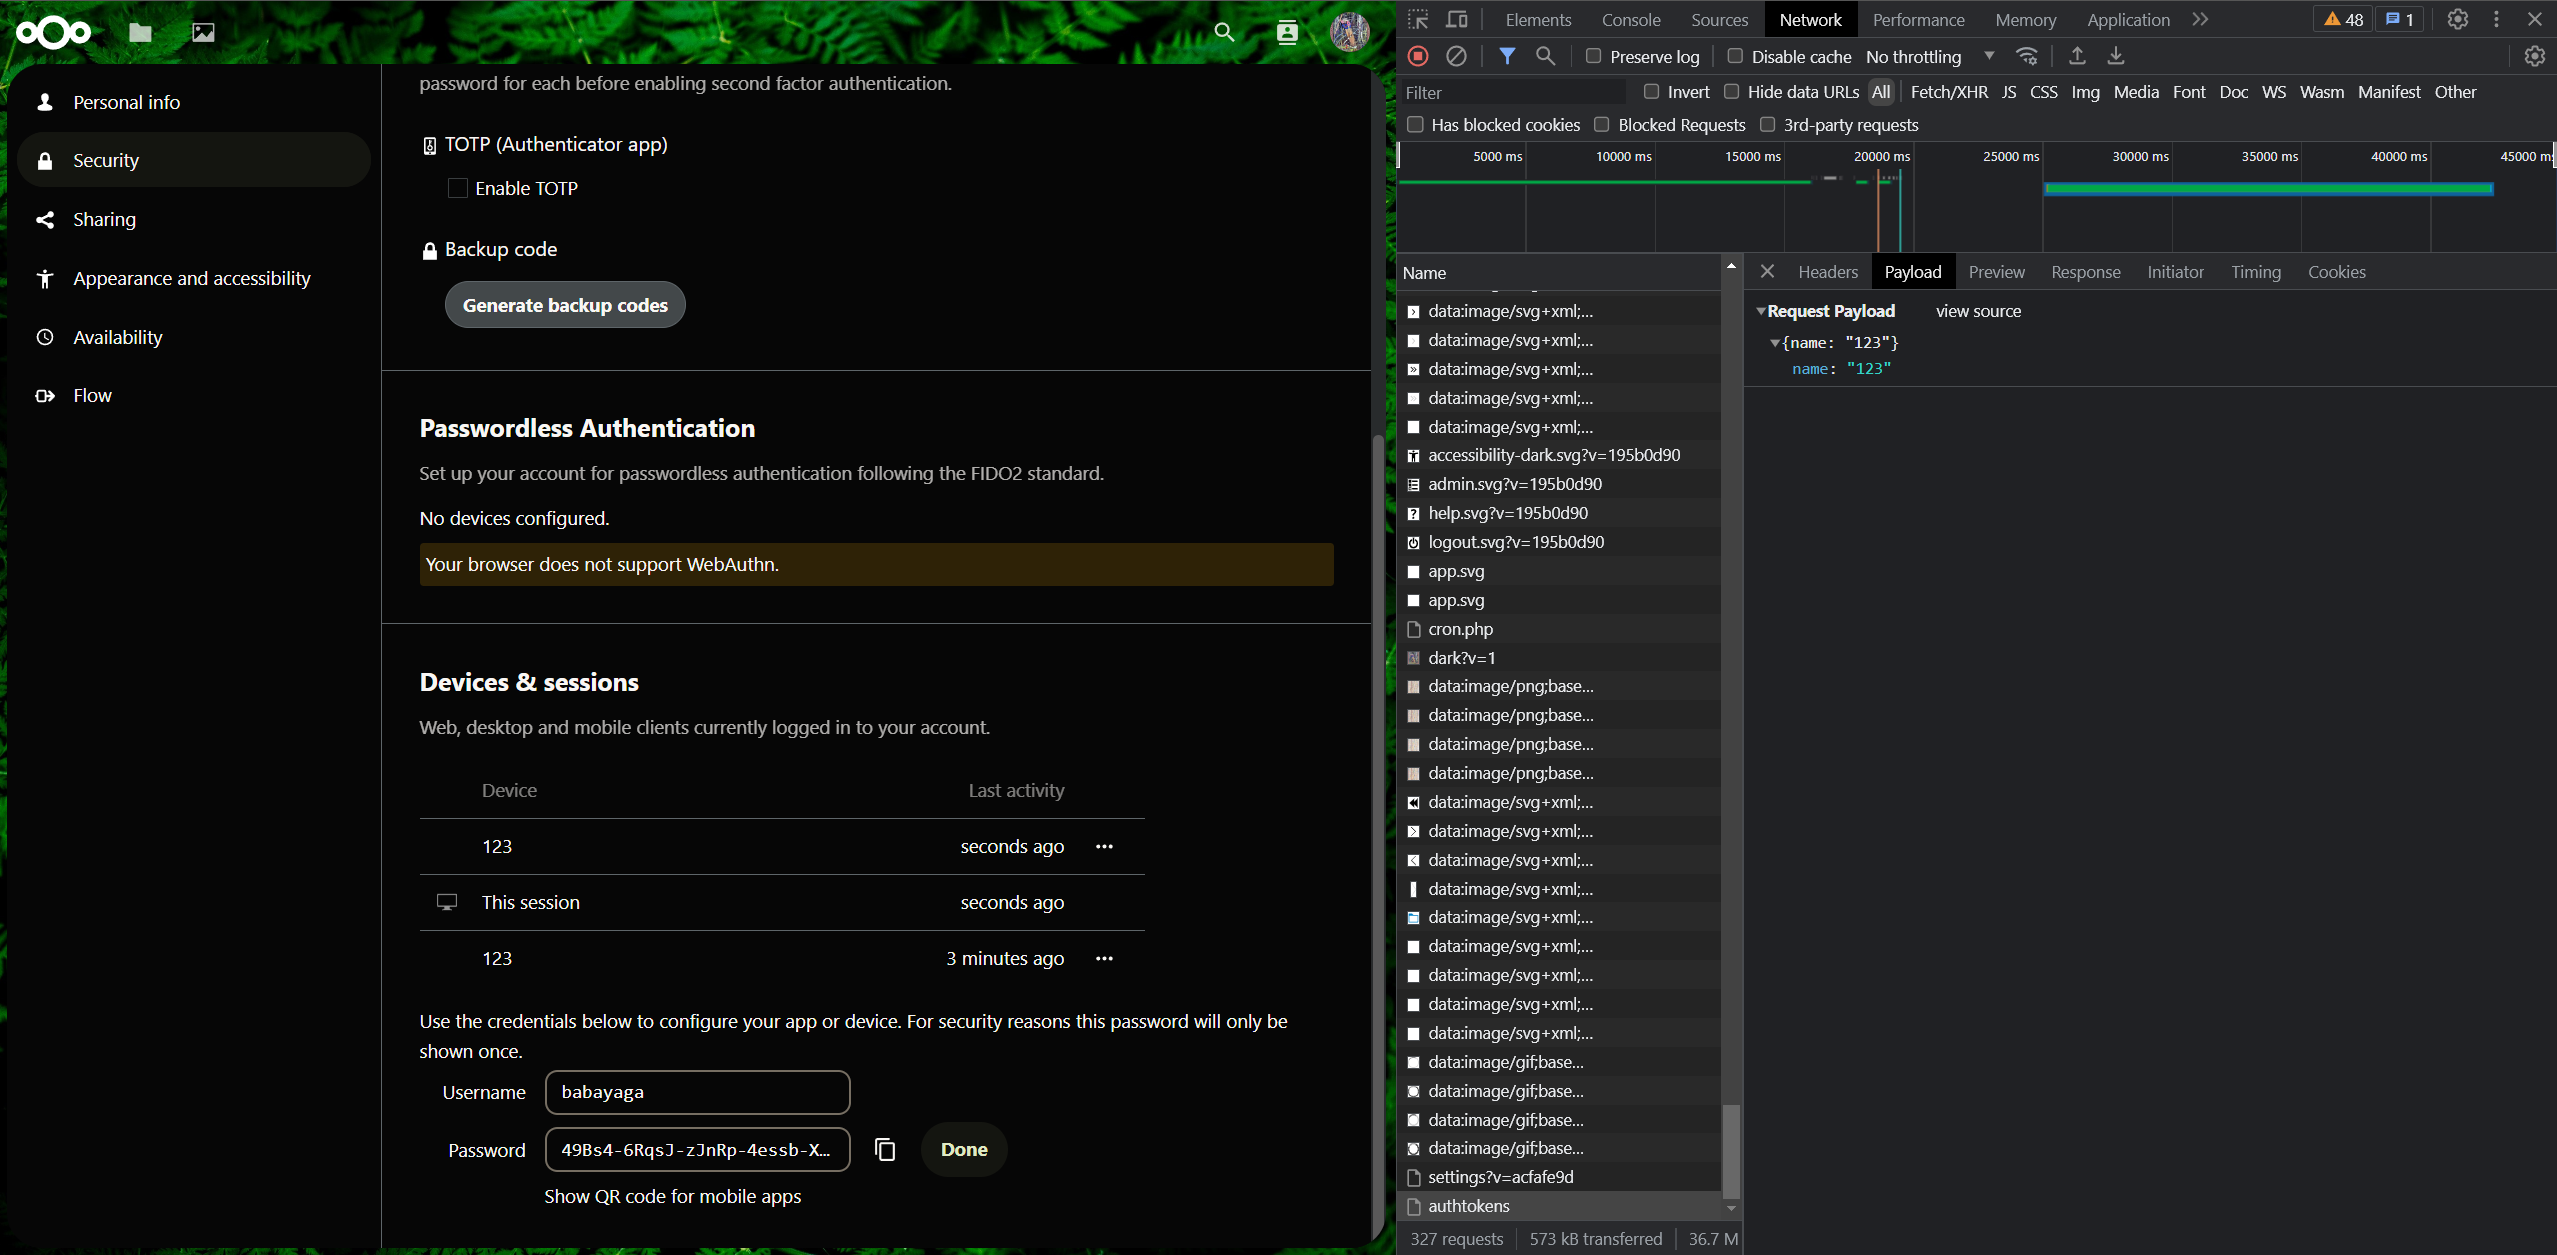 password for each before enabling second factor authentication.
Personal info
Security
Sharing
Appearance and accessibility
Availability
Flow
TOTP (Authenticator app)
Enable TOTP
Backup code
Generate backup codes
Passwordless Authentication
Set up your account for passwordless authentication following the FIDO2 standard.
No devices configured.
Your browser does not support WebAuthn.
Devices & sessions
Web, desktop and mobile clients currently logged in to your account.
Device Last activity
123 seconds ago ...
This session seconds ago
123 3 minutes ago ...
Use the credentials below to configure your app or device. For security reasons this password will only be
shown once.
Username babayaga
Password 49Bs4-6RqsJ-zJnRp-4essb-X... Done
Show QR code for mobile apps
Elements Console Sources Network Performance Memory Application 48 1
Preserve log Disable cache No throttling
Filter Invert Hide data URLs All Fetch/XHR JS CSS Img Media Font Doc WS Wasm Manifest Other
Has blocked cookies Blocked Requests 3rd-party requests
5000 ms 10000 ms 15000 ms 20000 ms 25000 ms 30000 ms 35000 ms 40000 ms 45000 ms
Name
data:image/svg+xml;...
data:image/svg+xml;...
data:image/svg+xml;...
data:image/svg+xml;...
data:image/svg+xml;...
accessibility-dark.svg?v=195b0d90
admin.svg?v=195b0d90
help.svg?v=195b0d90
logout.svg?v=195b0d90
app.svg
app.svg
cron.php
dark?v=1
data:image/png;base...
data:image/png;base...
data:image/png;base...
data:image/png;base...
data:image/svg+xml;...
data:image/svg+xml;...
data:image/svg+xml;...
data:image/svg+xml;...
data:image/svg+xml;...
data:image/svg+xml;...
data:image/svg+xml;...
data:image/svg+xml;...
data:image/svg+xml;...
data:image/gif;base...
data:image/gif;base...
data:image/gif;base...
data:image/gif;base...
settings?v=acfafe9d
authtokens
327 requests 573 kB transferred 36.7 M
Headers Payload Preview Response Initiator Timing Cookies
Request Payload view source
{name: "123"}
name: "123"